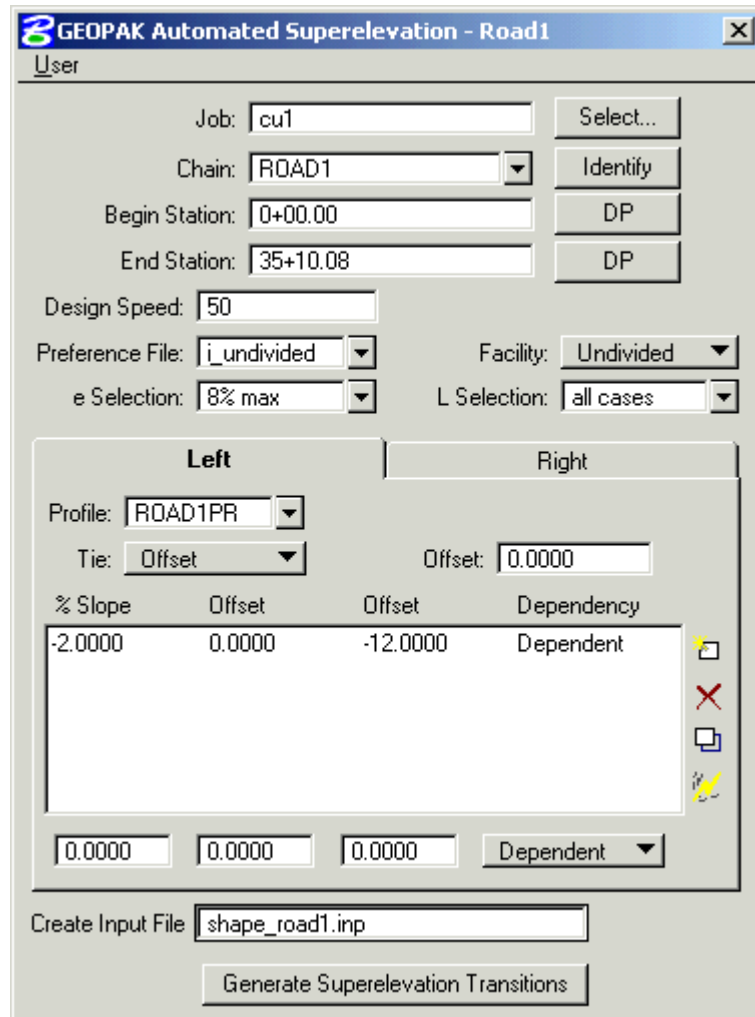 GEOPAK Automated Superelevation - Road1
User
Job: cu1 Select...
Chain: ROAD1 Identify
Begin Station: 0+00.00 DP
End Station: 35+10.08 DP
Design Speed: 50
Preference File: i_undivided Facility: Undivided
e Selection: 8% max L Selection: all cases
Left Right
Profile: ROAD1PR
Tie: Offset Offset: 0.0000
% Slope Offset Offset Dependency
-2.0000 0.0000 -12.0000 Dependent
0.0000 0.0000 0.0000 Dependent
Create Input File shape_road1.inp
Generate Superelevation Transitions